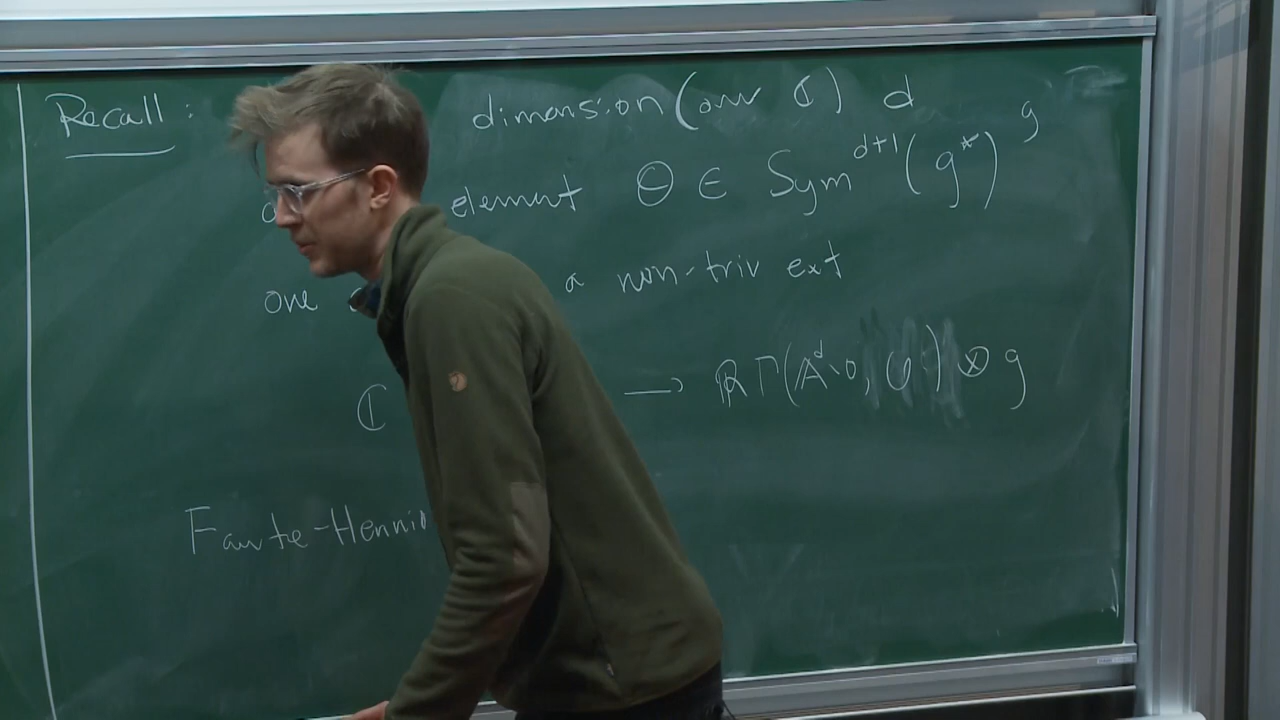 Recall: dimension (over ℂ) d
element Θ ∈ Sym^{d+1}(g^*)^g
one a non-triv ext
ℂ → ℝΓ(𝔸^d∖0, O) ⊗ g
Faonte-Hennio